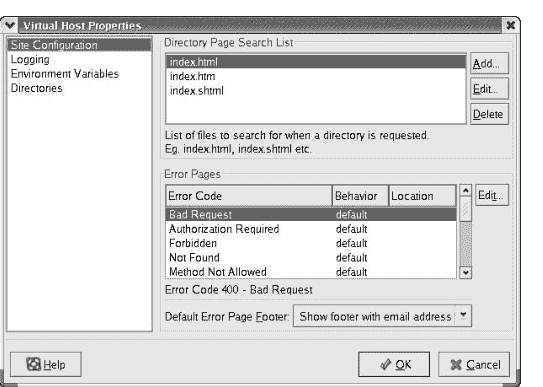 Virtual Host Properties
Site Configuration
Logging
Environment Variables
Directories
Directory Page Search List
index.html
index.htm
index.shtml
Add...
Edit...
Delete
List of files to search for when a directory is requested.
Eg. index.html, index.shtml etc.
Error Pages
Error Code Behavior Location
Bad Request default
Authorization Required default
Forbidden default
Not Found default
Method Not Allowed default
Edit...
Error Code 400 - Bad Request
Default Error Page Footer: Show footer with email address
Help
OK
Cancel